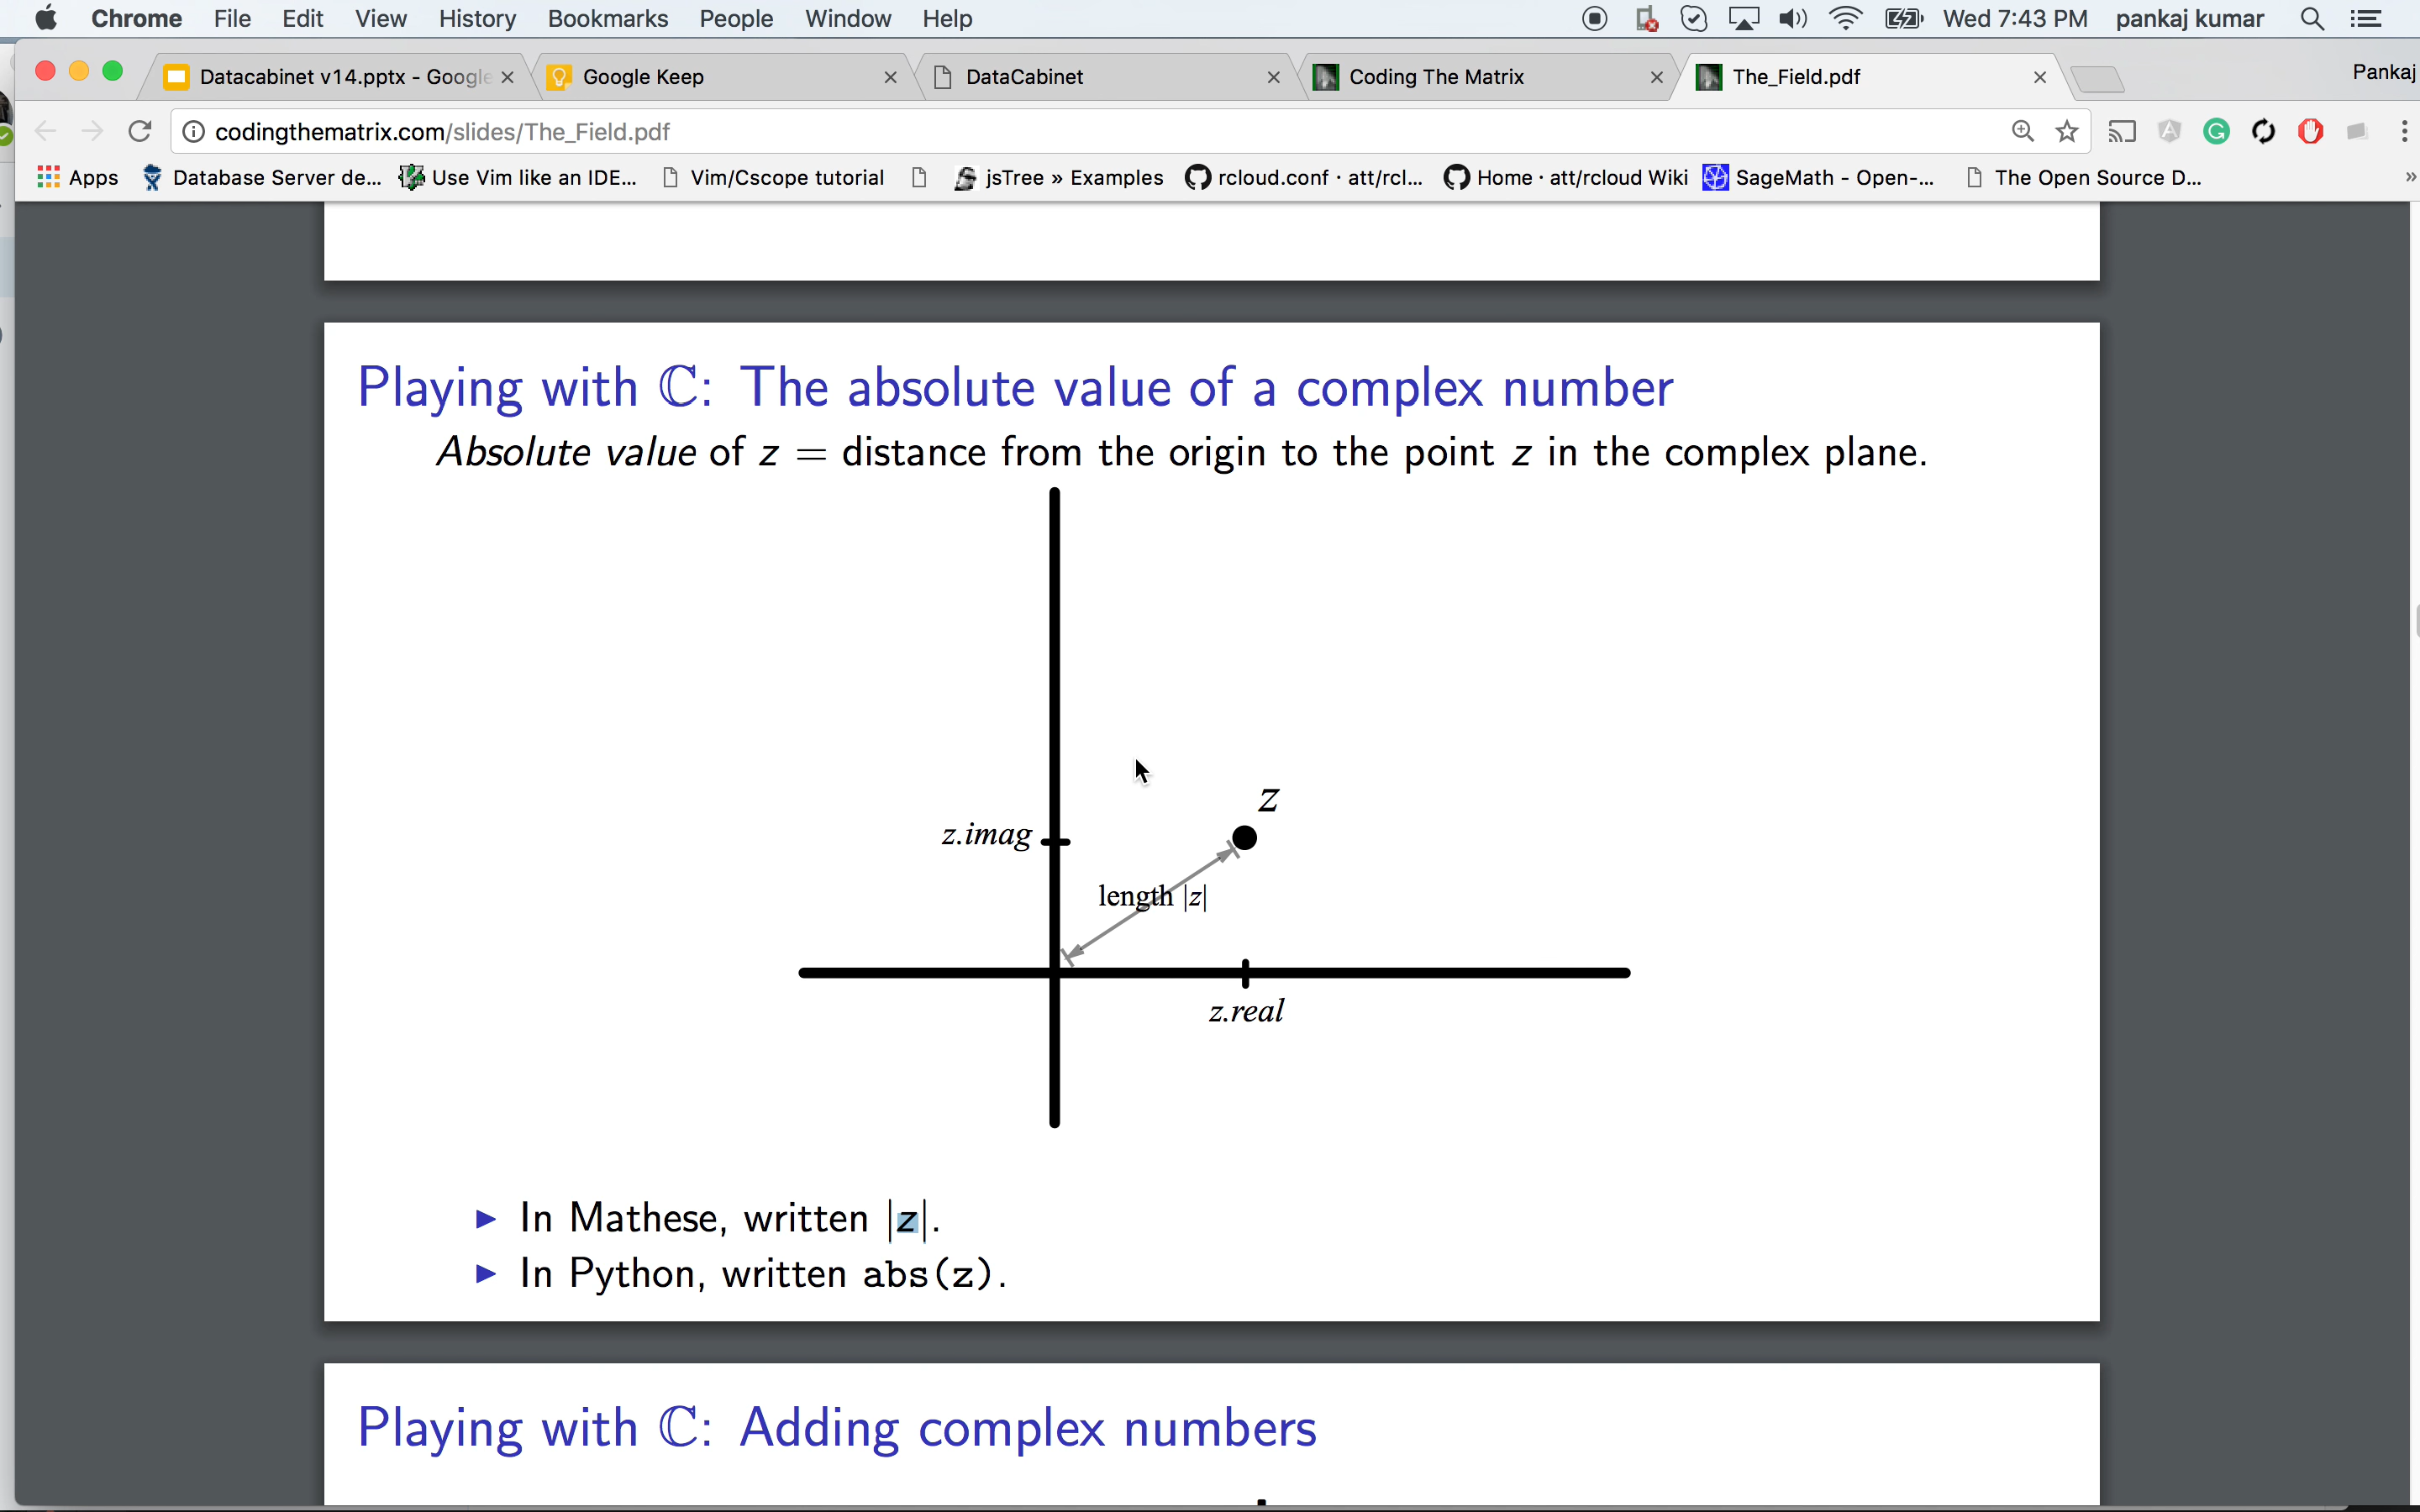 Chrome File Edit View History Bookmarks People Window Help Wed 7:43 PM pankaj kumar
Datacabinet v14.pptx - Google Google Keep DataCabinet Coding The Matrix The_Field.pdf Pankaj
codingthematrix.com/slides/The_Field.pdf
Apps Database Server de... Use Vim like an IDE... Vim/Cscope tutorial jsTree » Examples rcloud.conf · att/rcl... Home · att/rcloud Wiki SageMath - Open-... The Open Source D... »
Playing with ℂ: The absolute value of a complex number
Absolute value of z = distance from the origin to the point z in the complex plane.
z
z.imag
length |z|
z.real
► In Mathese, written |z|.
► In Python, written abs(z).
Playing with ℂ: Adding complex numbers